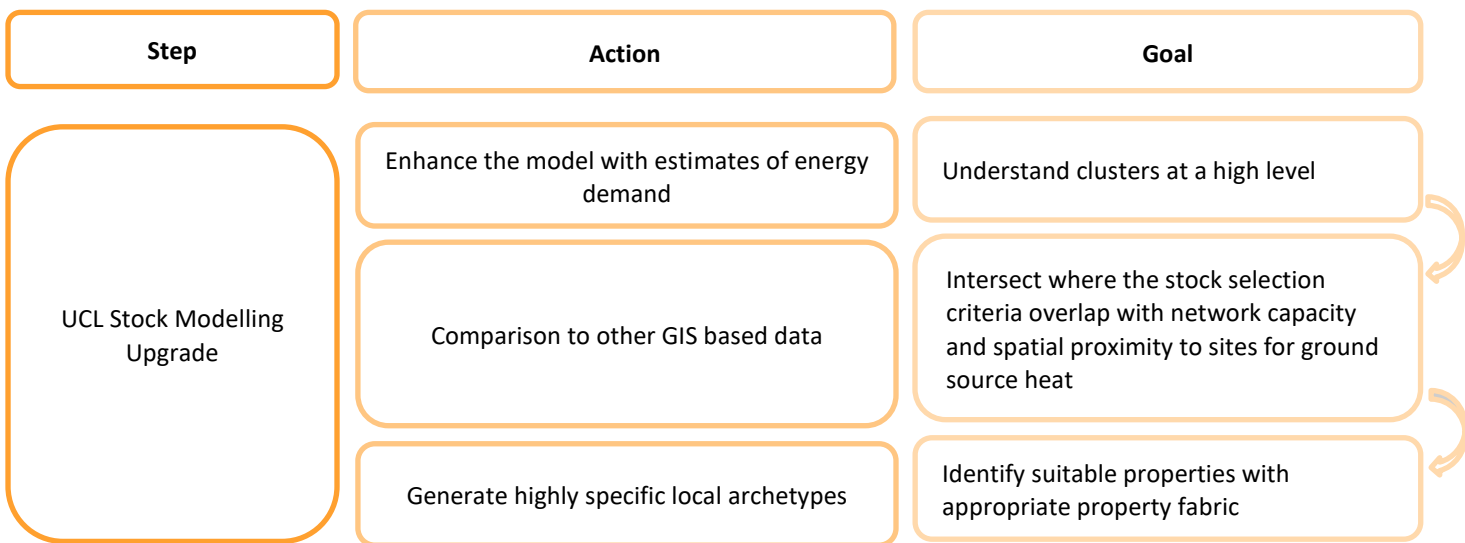 Step
Action
Goal
UCL Stock Modelling
Upgrade
Enhance the model with estimates of energy
demand
Understand clusters at a high level
Comparison to other GIS based data
Intersect where the stock selection
criteria overlap with network capacity
and spatial proximity to sites for ground
source heat
Generate highly specific local archetypes
Identify suitable properties with
appropriate property fabric